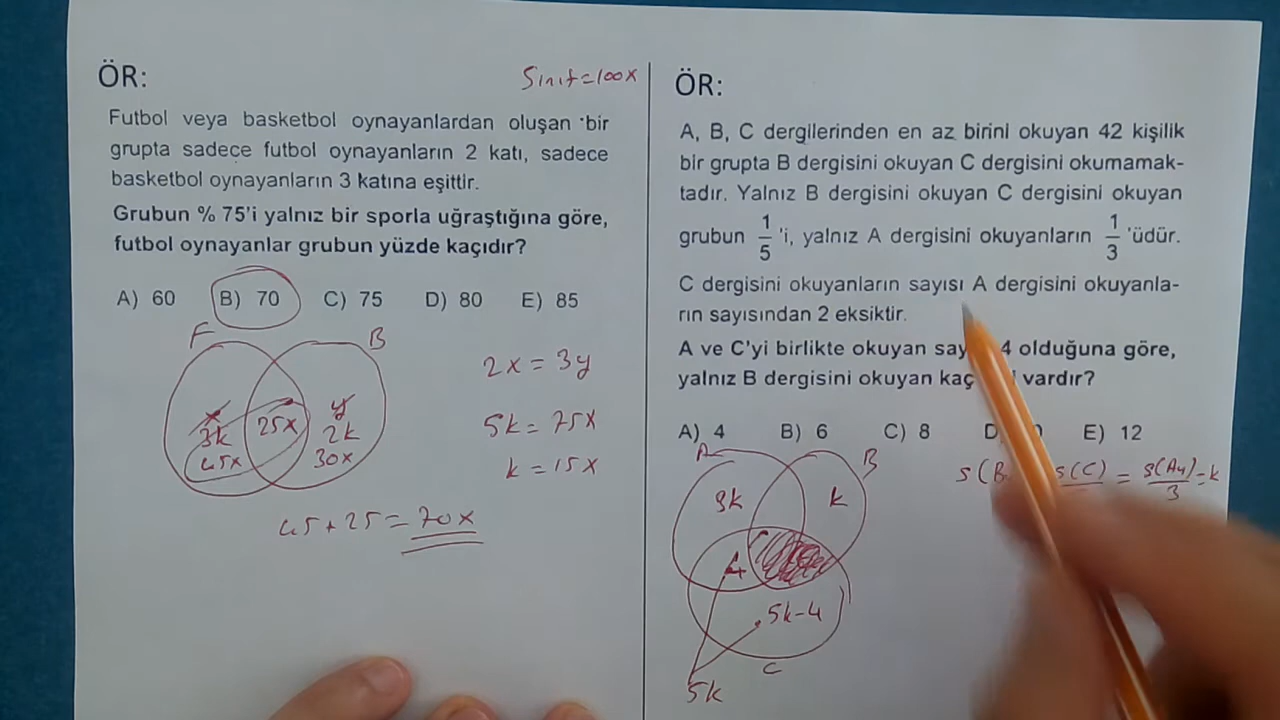 ÖR:
Sınıf=100x
Futbol veya basketbol oynayanlardan oluşan bir
grupta sadece futbol oynayanların 2 katı, sadece
basketbol oynayanların 3 katına eşittir.
Grubun % 75'i yalnız bir sporla uğraştığına göre,
futbol oynayanlar grubun yüzde kaçıdır?
A) 60 B) 70 C) 75 D) 80 E) 85
F B
x 25x y
3k 2k
45x 30x
2x = 3y
5k = 75x
k = 15x
45+25=70x
ÖR:
A, B, C dergilerinden en az birini okuyan 42 kişilik
bir grupta B dergisini okuyan C dergisini okumamak-
tadır. Yalnız B dergisini okuyan C dergisini okuyan
grubun 1/5 'i, yalnız A dergisini okuyanların 1/3 'üdür.
C dergisini okuyanların sayısı A dergisini okuyanla-
rın sayısından 2 eksiktir.
A ve C'yi birlikte okuyan 4 olduğuna göre,
yalnız B dergisini okuyan vardır?
A) 4 B) 6 C) 8 D E) 12
A B
3k k
4
5k-4
C
5k
s(B s(C) = s(A4)/3 = k